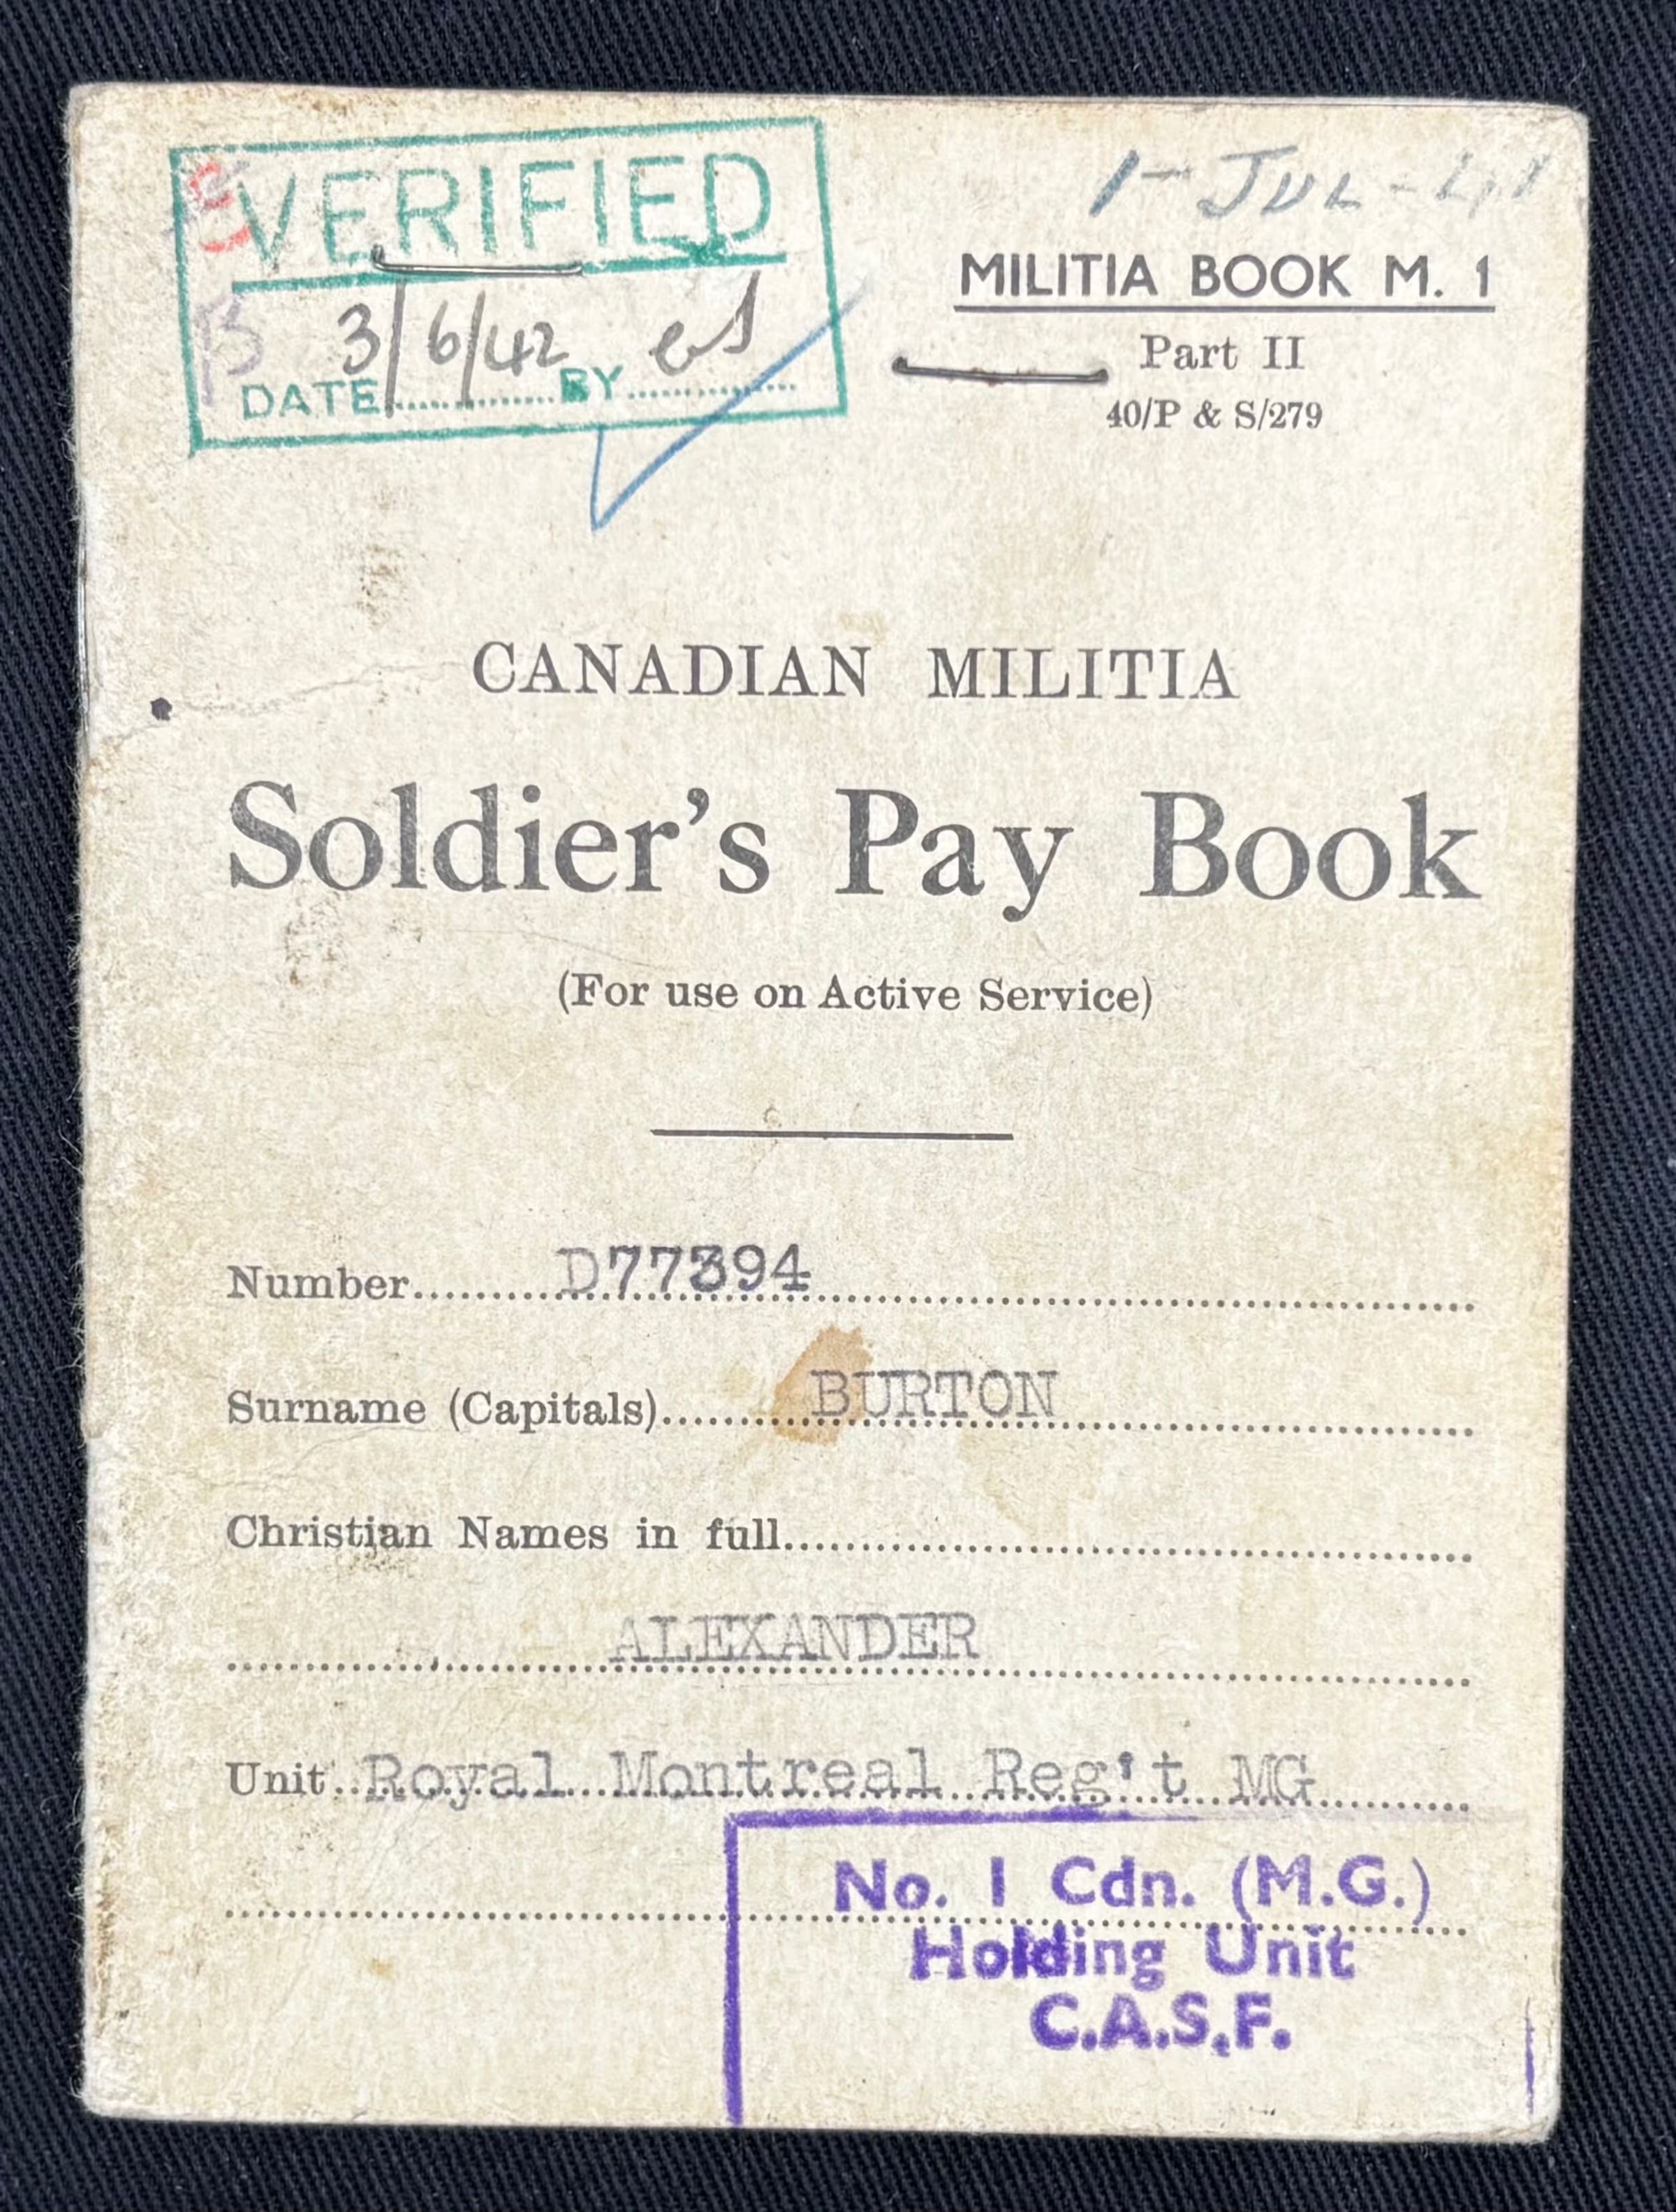 VERIFIED
3/6/42
DATE BY
1-JUL-41
MILITIA BOOK M. 1
Part II
40/P & S/279
CANADIAN MILITIA
Soldier's Pay Book
(For use on Active Service)
Number D77394
Surname (Capitals) BURTON
Christian Names in full
ALEXANDER
Unit Royal Montreal Reg't MG
No. 1 Cdn. (M.G.)
Holding Unit
C.A.S.F.